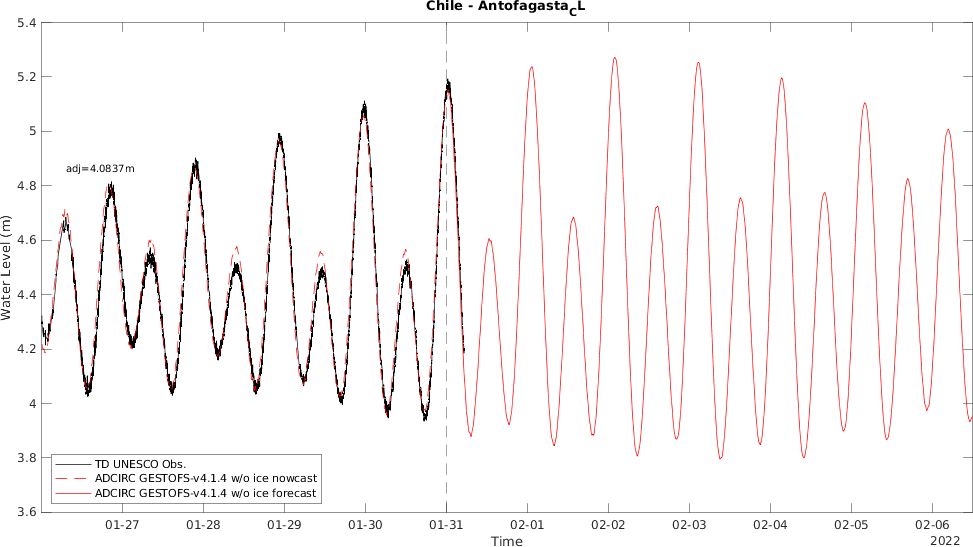 Chile - Antofagasta_CL
5.4
5.2
5
4.8
4.6
4.4
4.2
4
3.8
3.6
Water Level (m)
adj=4.0837m
TD UNESCO Obs.
ADCIRC GESTOFS-v4.1.4 w/o ice nowcast
ADCIRC GESTOFS-v4.1.4 w/o ice forecast
01-27 01-28 01-29 01-30 01-31 02-01 02-02 02-03 02-04 02-05 02-06
Time
2022